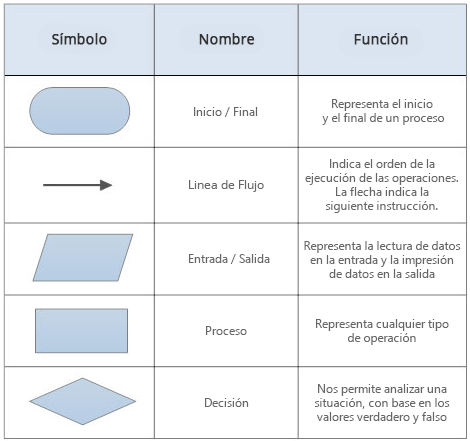 Símbolo Nombre Función
Inicio / Final
Representa el inicio
y el final de un proceso
Linea de Flujo
Indica el orden de la
ejecución de las operaciones.
La flecha indica la
siguiente instrucción.
Entrada / Salida
Representa la lectura de datos
en la entrada y la impresión
de datos en la salida
Proceso
Representa cualquier tipo
de operación
Decisión
Nos permite analizar una
situación, con base en los
valores verdadero y falso